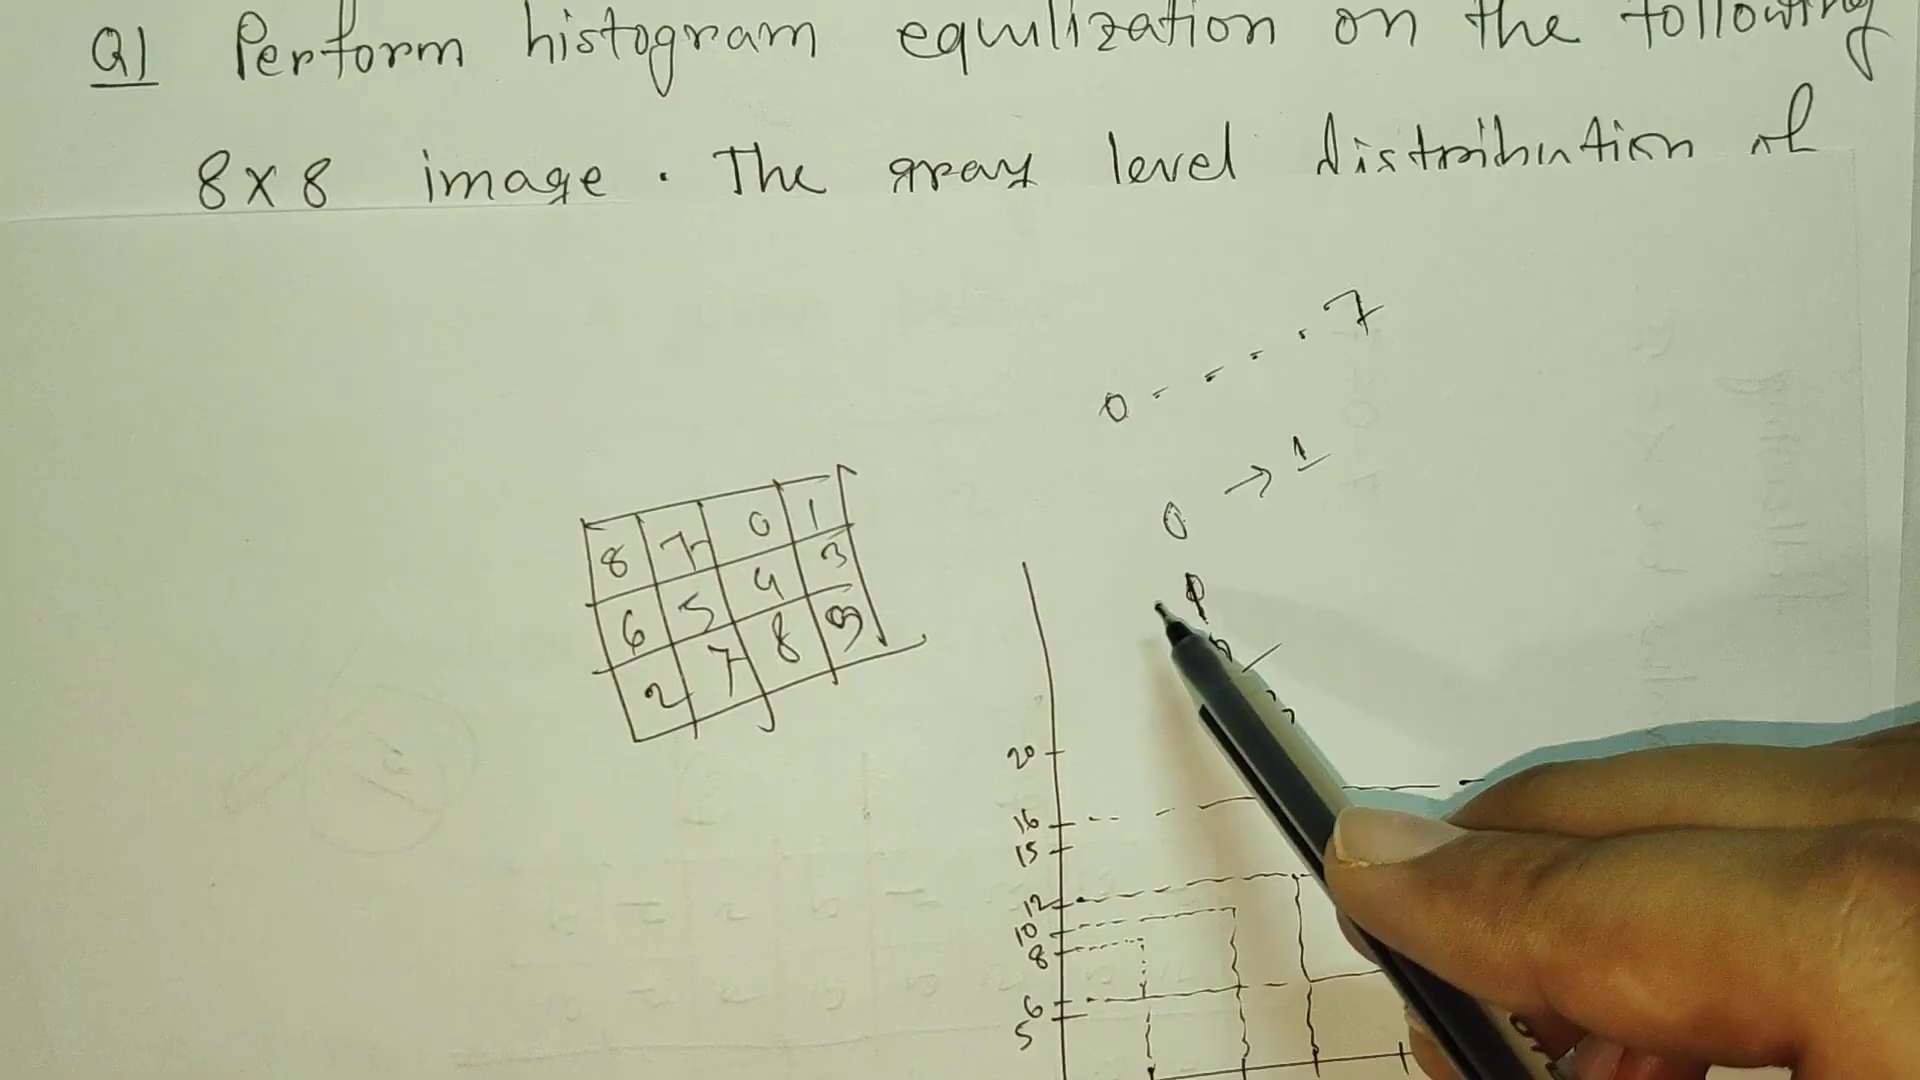 Q1 Perform histogram equilization on the following
8x8 image. The gray level distribution of
0 - - - . 7
0 → 1
8 7 0 1
6 5 4 3
2 7 8 9
20
16
15
12
10
8
6
5